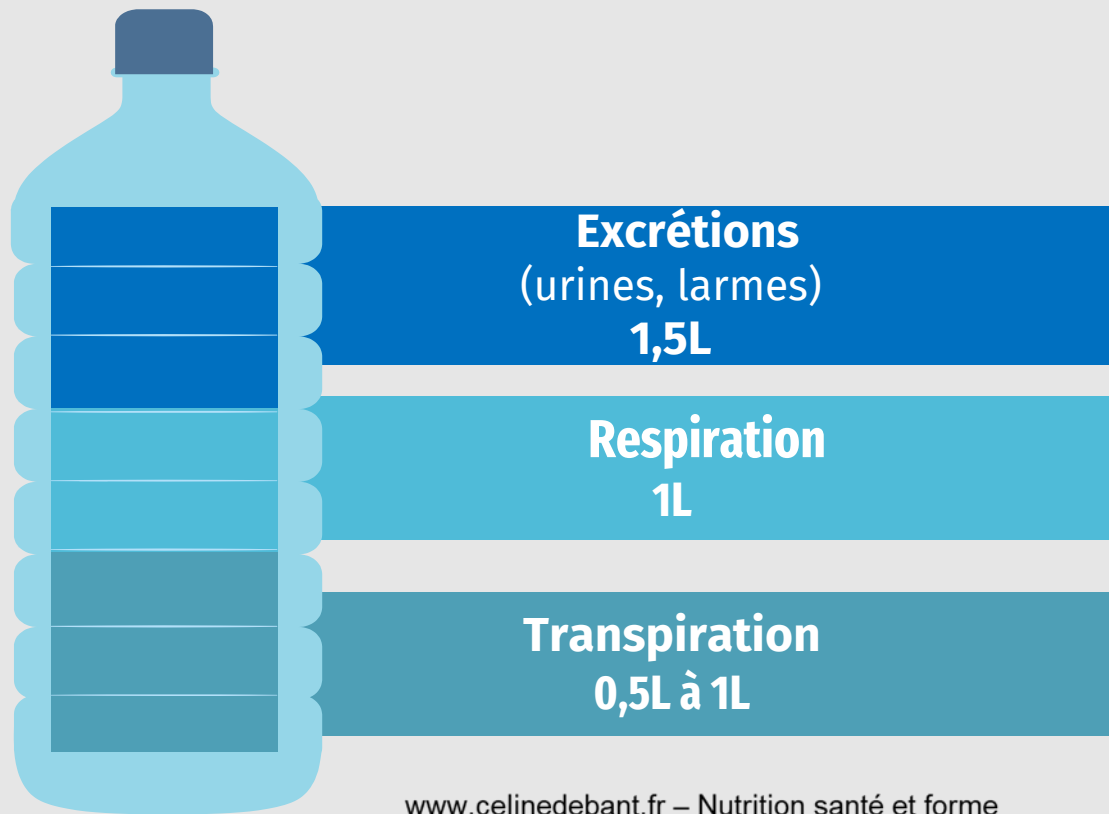 Excrétions
(urines, larmes)
1,5L
Respiration
1L
Transpiration
0,5L à 1L
www.celinedebant.fr – Nutrition santé et forme